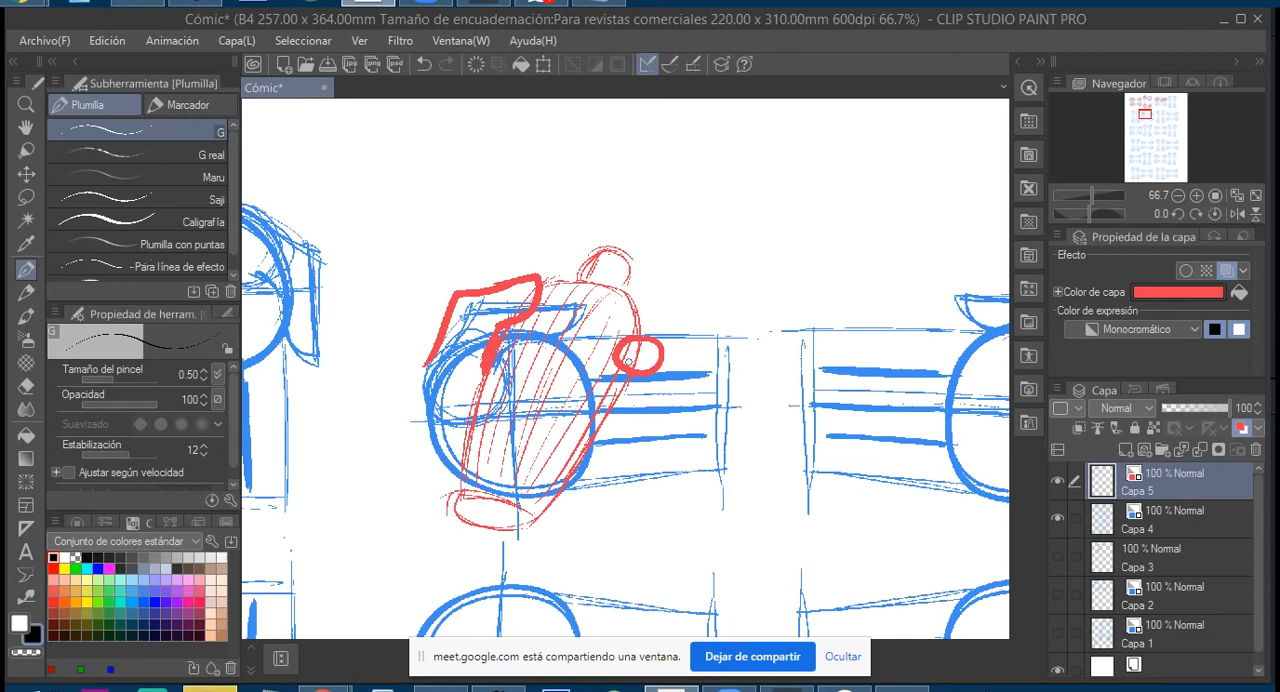 Cómic* (B4 257.00 x 364.00mm Tamaño de encuadernación:Para revistas comerciales 220.00 x 310.00mm 600dpi 66.7%) - CLIP STUDIO PAINT PRO
Archivo(F) Edición Animación Capa(L) Seleccionar Ver Filtro Ventana(W) Ayuda(H)
Subherramienta [Plumilla]
Plumilla Marcador
G
G real
Maru
Saji
Caligrafía
Plumilla con puntas
Para línea de efecto
Propiedad de herram.
G
Tamaño del pincel 0.50
Opacidad 100
Suavizado
Estabilización 12
Ajustar según velocidad
Conjunto de colores estándar
Cómic*
meet.google.com está compartiendo una ventana. Dejar de compartir Ocultar
Navegador
66.7
0.0
Propiedad de la capa
Efecto
Color de capa
Color de expresión
Monocromático
Capa
Normal 100
100 % Normal
Capa 5
100 % Normal
Capa 4
100 % Normal
Capa 3
100 % Normal
Capa 2
100 % Normal
Capa 1